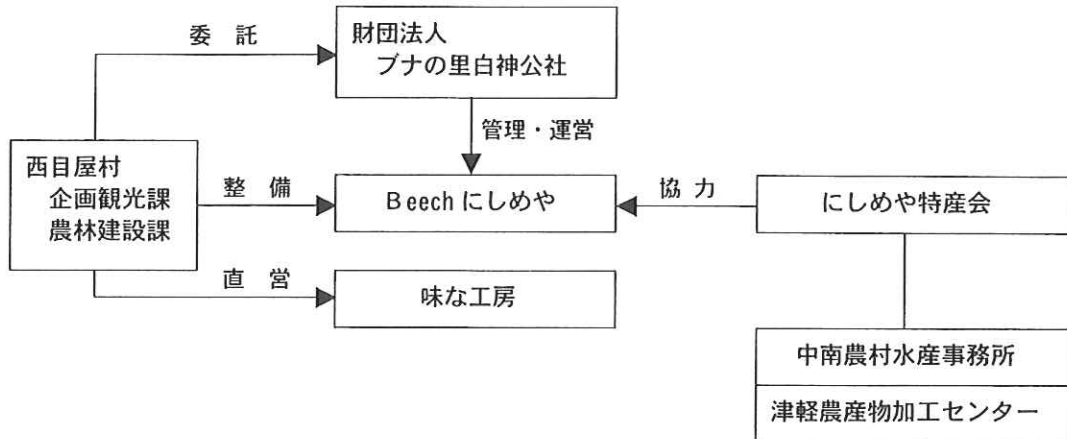 委 託
財団法人
ブナの里白神公社
管理・運営
西目屋村
企画観光課
農林建設課
整 備
Beech にしめや
協 力
にしめや特産会
直 営
味な工房
中南農村水産事務所
津軽農産物加工センター